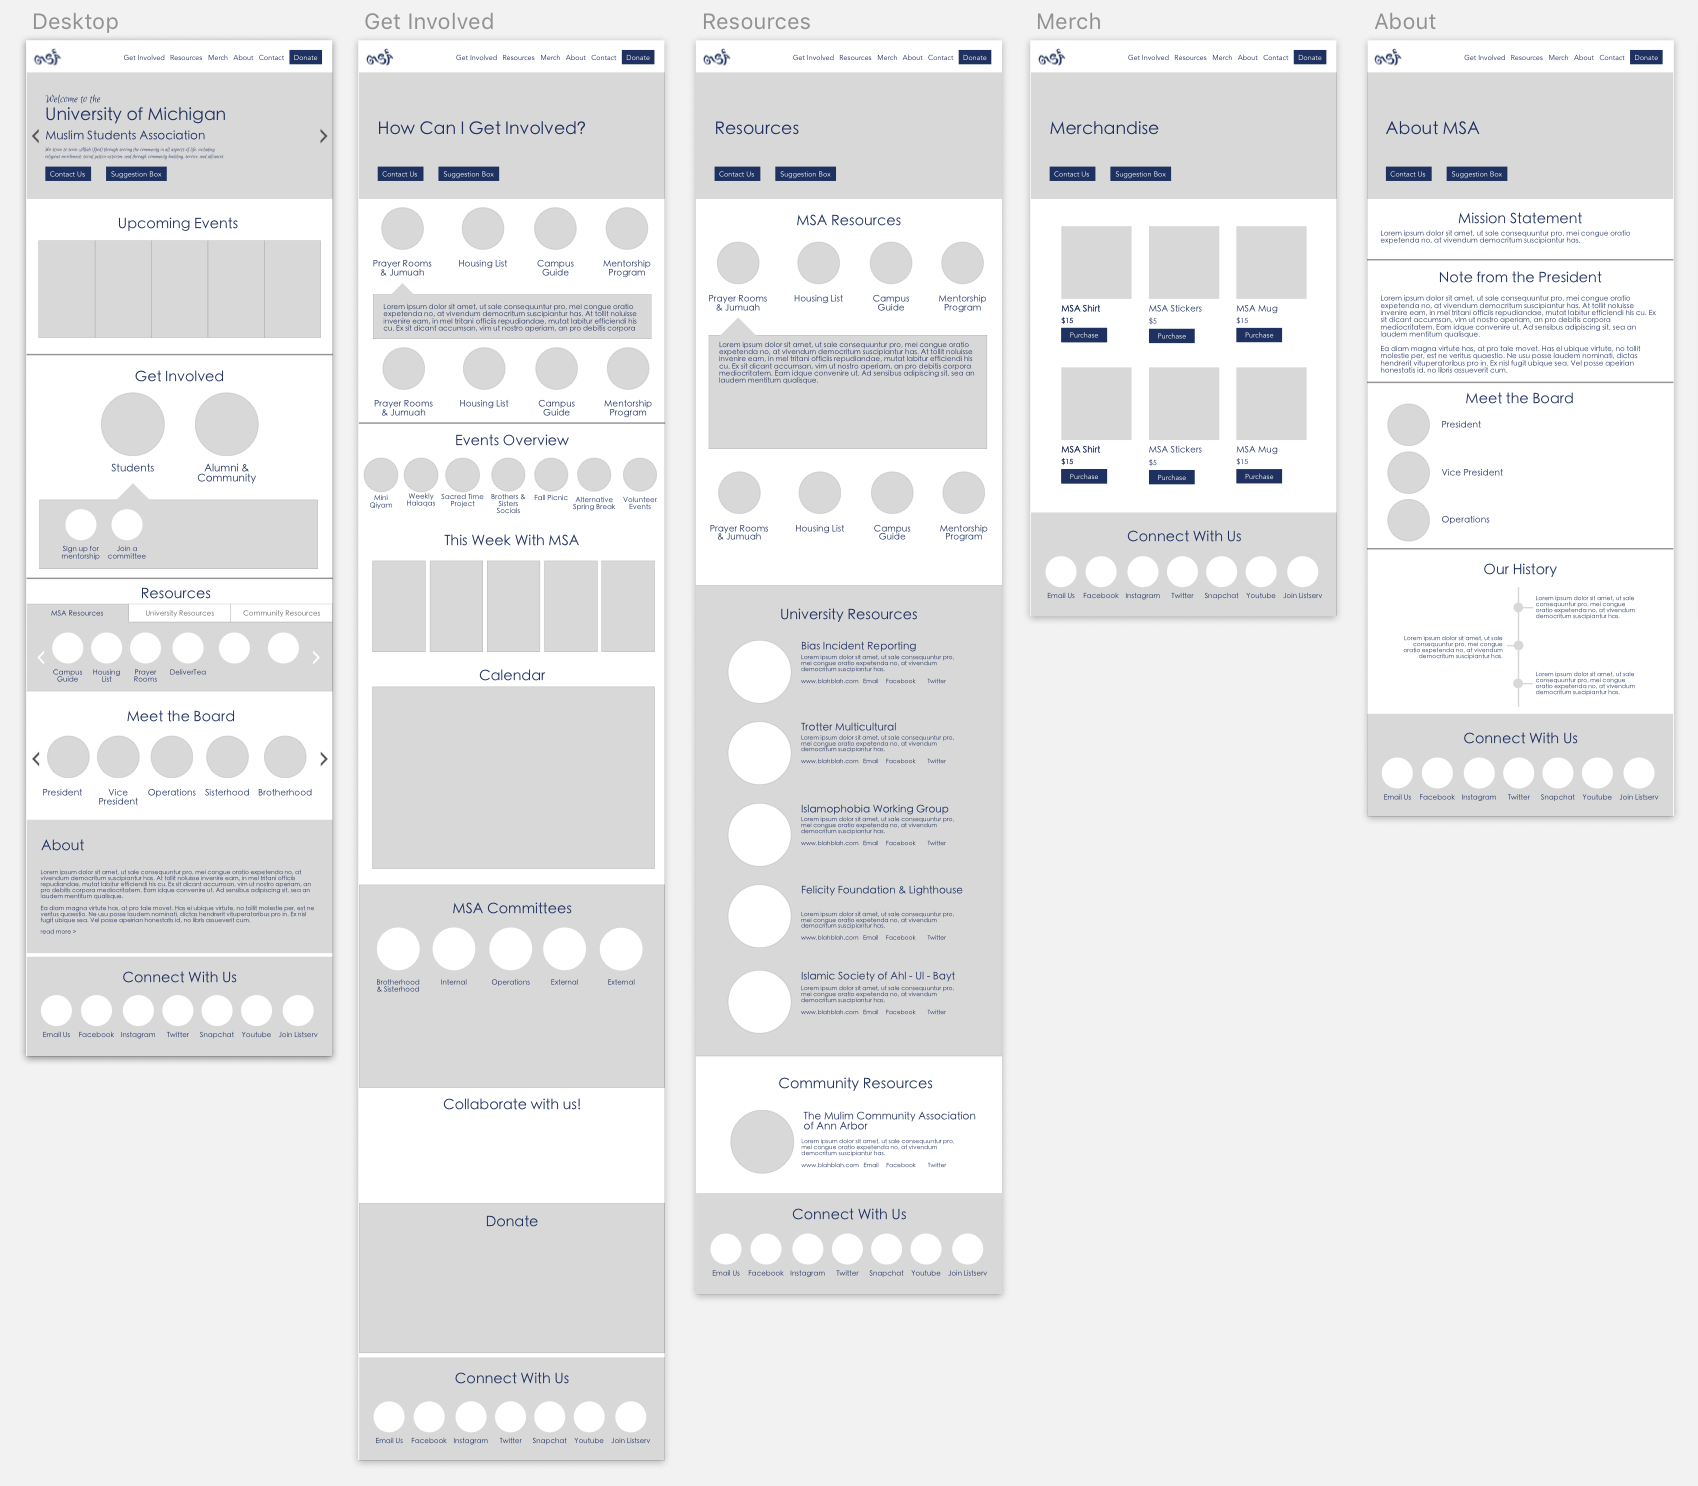 Desktop
Get Involved Resources Merch About Contact Donate
Welcome to the
University of Michigan
Muslim Students Association
Contact Us Suggestion Box
Upcoming Events
Get Involved
Students
Alumni &
Community
Sign up for
mentorship
Join a
committee
Resources
MSA Resources University Resources Community Resources
Campus
Guide
Housing
List
Prayer
Rooms
DeliverTea
Meet the Board
President
Vice
President
Operations
Sisterhood
Brotherhood
About
Lorem ipsum dolor sit amet, ut sale consequuntur pro, mei congue oratio expetenda no, at
vivendum democritum suscipiantur has. At tollit noluisse invenire eam, in mel tritani officiis
repudiandae, mutat labitur efficiendi his cu. Ex sit dicant accumsan, vim ut nostro aperiam, an
pro debitis corpora mediocritatem. Eam idque convenire ut. Ad sensibus adipiscing sit, sea an
laudem mentitum qualisque.
Ea diam magna virtute has, at pro tale movet. Has ei ubique virtute, no tollit molestie per, est ne
veritus quaestio. Ne usu posse laudem nominati, dictas hendrerit vituperatoribus pro in. Ex nisl
fugit ubique sea. Vel posse apeirian honestatis id, no libris assueverit cum.
read more >
Connect With Us
Email Us Facebook Instagram Twitter Snapchat Youtube Join Listserv
Get Involved
Get Involved Resources Merch About Contact Donate
How Can I Get Involved?
Contact Us Suggestion Box
Prayer Rooms
& Jumuah
Housing List
Campus
Guide
Mentorship
Program
Lorem ipsum dolor sit amet, ut sale consequuntur pro, mei congue oratio
expetenda no, at vivendum democritum suscipiantur has. At tollit noluisse
invenire eam, in mel tritani officiis repudiandae, mutat labitur efficiendi his
cu. Ex sit dicant accumsan, vim ut nostro aperiam, an pro debitis corpora
Prayer Rooms
& Jumuah
Housing List
Campus
Guide
Mentorship
Program
Events Overview
Mini
Qiyam
Weekly
Halaqas
Sacred Time
Project
Brothers &
Sisters
Socials
Fall Picnic
Alternative
Spring Break
Volunteer
Events
This Week With MSA
Calendar
MSA Committees
Brotherhood
& Sisterhood
Internal
Operations
External
External
Collaborate with us!
Donate
Connect With Us
Email Us Facebook Instagram Twitter Snapchat Youtube Join Listserv
Resources
Get Involved Resources Merch About Contact Donate
Resources
Contact Us Suggestion Box
MSA Resources
Prayer Rooms
& Jumuah
Housing List
Campus
Guide
Mentorship
Program
Lorem ipsum dolor sit amet, ut sale consequuntur pro, mei congue oratio
expetenda no, at vivendum democritum suscipiantur has. At tollit noluisse
invenire eam, in mel tritani officiis repudiandae, mutat labitur efficiendi his
cu. Ex sit dicant accumsan, vim ut nostro aperiam, an pro debitis corpora
mediocritatem. Eam idque convenire ut. Ad sensibus adipiscing sit, sea an
laudem mentitum qualisque.
Prayer Rooms
& Jumuah
Housing List
Campus
Guide
Mentorship
Program
University Resources
Bias Incident Reporting
Lorem ipsum dolor sit amet, ut sale consequuntur pro,
mei congue oratio expetenda no, at vivendum
democritum suscipiantur has.
www.blahblah.com Email Facebook Twitter
Trotter Multicultural
Lorem ipsum dolor sit amet, ut sale consequuntur pro,
mei congue oratio expetenda no, at vivendum
democritum suscipiantur has.
www.blahblah.com Email Facebook Twitter
Islamophobia Working Group
Lorem ipsum dolor sit amet, ut sale consequuntur pro,
mei congue oratio expetenda no, at vivendum
democritum suscipiantur has.
www.blahblah.com Email Facebook Twitter
Felicity Foundation & Lighthouse
Lorem ipsum dolor sit amet, ut sale consequuntur pro,
mei congue oratio expetenda no, at vivendum
democritum suscipiantur has.
www.blahblah.com Email Facebook Twitter
Islamic Society of Ahl - Ul - Bayt
Lorem ipsum dolor sit amet, ut sale consequuntur pro,
mei congue oratio expetenda no, at vivendum
democritum suscipiantur has.
www.blahblah.com Email Facebook Twitter
Community Resources
The Mulim Community Association
of Ann Arbor
Lorem ipsum dolor sit amet, ut sale consequuntur pro,
mei congue oratio expetenda no, at vivendum
democritum suscipiantur has.
www.blahblah.com Email Facebook Twitter
Connect With Us
Email Us Facebook Instagram Twitter Snapchat Youtube Join Listserv
Merch
Get Involved Resources Merch About Contact Donate
Merchandise
Contact Us Suggestion Box
MSA Shirt MSA Stickers MSA Mug
$15 $5 $15
Purchase Purchase Purchase
MSA Shirt MSA Stickers MSA Mug
$15 $5 $15
Purchase Purchase Purchase
Connect With Us
Email Us Facebook Instagram Twitter Snapchat Youtube Join Listserv
About
Get Involved Resources Merch About Contact Donate
About MSA
Contact Us Suggestion Box
Mission Statement
Lorem ipsum dolor sit amet, ut sale consequuntur pro, mei congue oratio
expetenda no, at vivendum democritum suscipiantur has.
Note from the President
Lorem ipsum dolor sit amet, ut sale consequuntur pro, mei congue oratio
expetenda no, at vivendum democritum suscipiantur has. At tollit noluisse
invenire eam, in mel tritani officiis repudiandae, mutat labitur efficiendi his cu. Ex
sit dicant accumsan, vim ut nostro aperiam, an pro debitis corpora
mediocritatem. Eam idque convenire ut. Ad sensibus adipiscing sit, sea an
laudem mentitum qualisque.
Ea diam magna virtute has, at pro tale movet. Has ei ubique virtute, no tollit
molestie per, est ne veritus quaestio. Ne usu posse laudem nominati, dictas
hendrerit vituperatoribus pro in. Ex nisl fugit ubique sea. Vel posse apeirian
honestatis id, no libris assueverit cum.
Meet the Board
President
Vice President
Operations
Our History
Lorem ipsum dolor sit amet, ut sale
consequuntur pro, mei congue
oratio expetenda no, at vivendum
democritum suscipiantur has.
Lorem ipsum dolor sit amet, ut sale
consequuntur pro, mei congue
oratio expetenda no, at vivendum
democritum suscipiantur has.
Lorem ipsum dolor sit amet, ut sale
consequuntur pro, mei congue
oratio expetenda no, at vivendum
democritum suscipiantur has.
Connect With Us
Email Us Facebook Instagram Twitter Snapchat Youtube Join Listserv